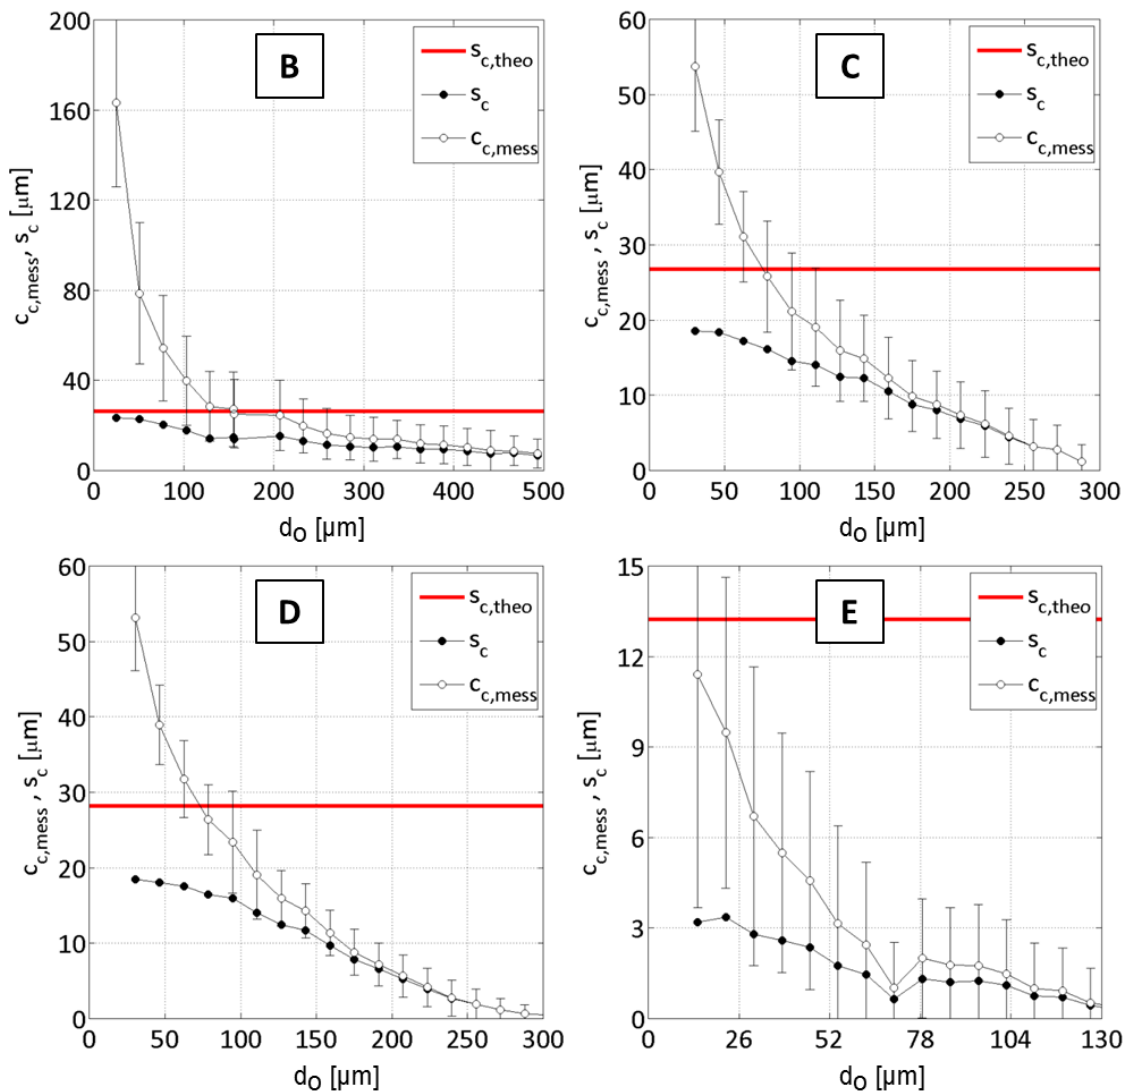 B
s_c,theo
s_c
c_c,mess
200
160
120
80
40
0
c_c,mess, s_c [μm]
0 100 200 300 400 500
d_O [μm]
C
s_c,theo
s_c
c_c,mess
60
50
40
30
20
10
0
c_c,mess , s_c [μm]
0 50 100 150 200 250 300
d_O [μm]
D
s_c,theo
s_c
c_c,mess
60
50
40
30
20
10
0
c_c,mess , s_c [μm]
0 50 100 150 200 250 300
d_O [μm]
E
s_c,theo
s_c
c_c,mess
15
12
9
6
3
0
c_c,mess , s_c [μm]
0 26 52 78 104 130
d_O [μm]